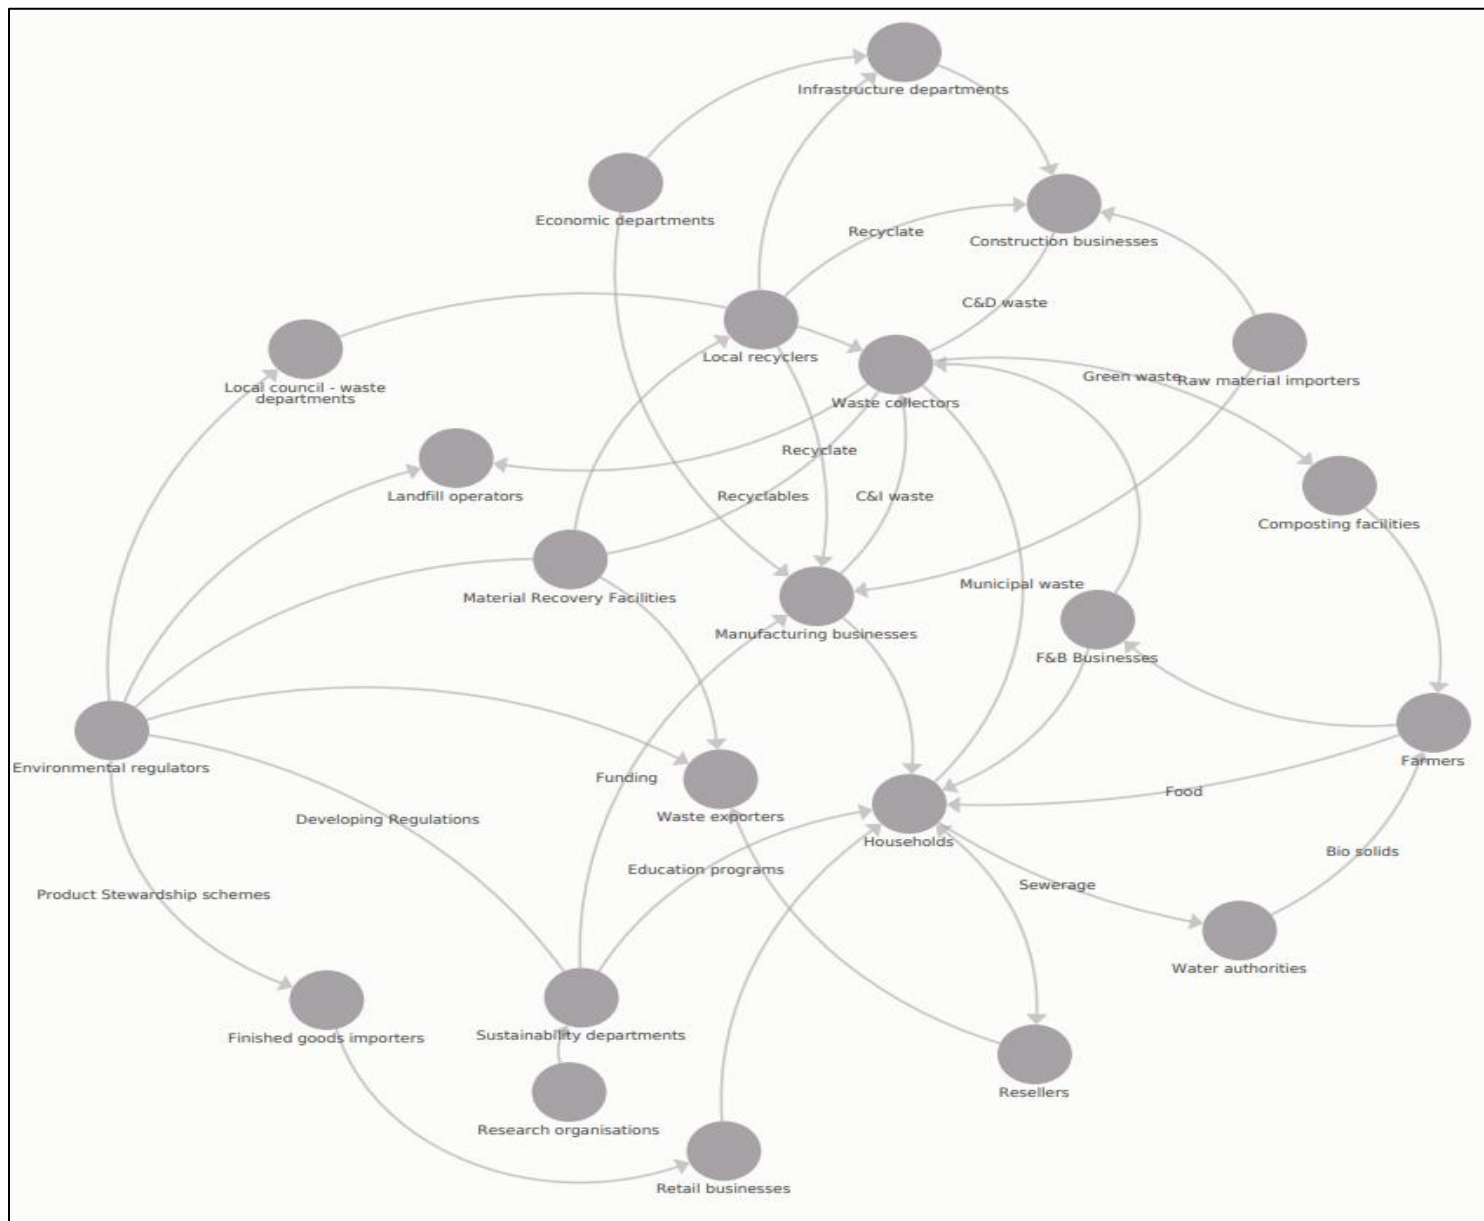 Infrastructure departments
Economic departments
Recyclate
Construction businesses
C&D waste
Local recyclers
Local council - waste
departments
Green waste
Raw material importers
Waste collectors
Recyclate
Landfill operators
Recyclables
C&I waste
Composting facilities
Municipal waste
Material Recovery Facilities
Manufacturing businesses
F&B Businesses
Environmental regulators
Farmers
Funding
Food
Waste exporters
Developing Regulations
Households
Bio solids
Education programs
Sewerage
Product Stewardship schemes
Water authorities
Finished goods importers
Sustainability departments
Resellers
Research organisations
Retail businesses